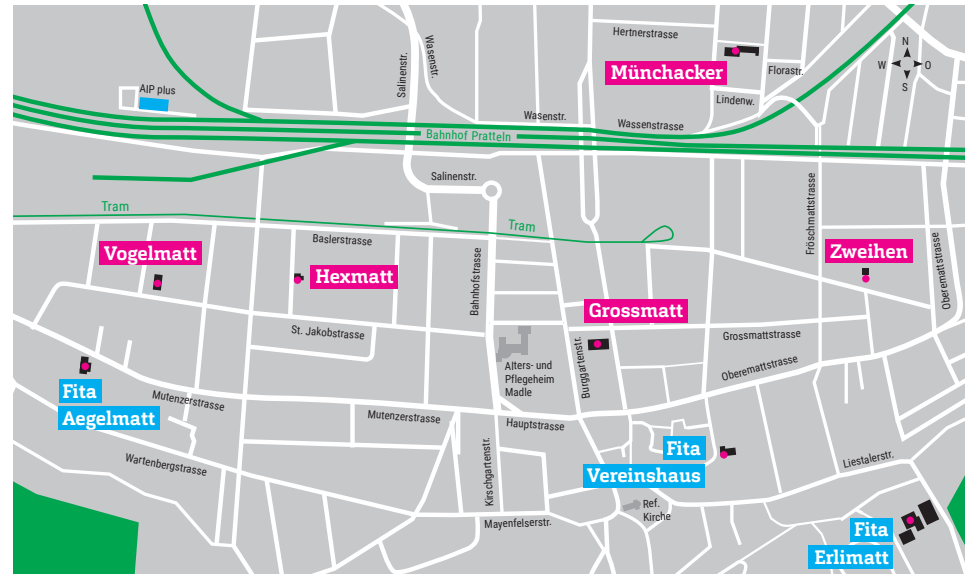 Hertnerstrasse
Münchacker
Florastr.
N
W
O
S
Wasenstr.
Salinenstr.
AIP plus
Lindenw.
Wasenstr.
Wassenstrasse
Bahnhof Pratteln
Salinenstr.
Tram
Tram
Baslerstrasse
Vogelmatt
Hexmatt
Bahnhofstrasse
Fröschmattstrasse
Zweihen
Oberemattstrasse
Grossmatt
St. Jakobstrasse
Grossmattstrasse
Burggartenstr.
Alters- und
Pflegeheim
Madle
Oberemattstrasse
Fita
Aegelmatt
Mutenzerstrasse
Mutenzerstrasse
Hauptstrasse
Fita
Vereinshaus
Wartenbergstrasse
Kirschgartenstr.
Liestalerstr.
Ref.
Kirche
Mayenfelserstr.
Fita
Erlimatt